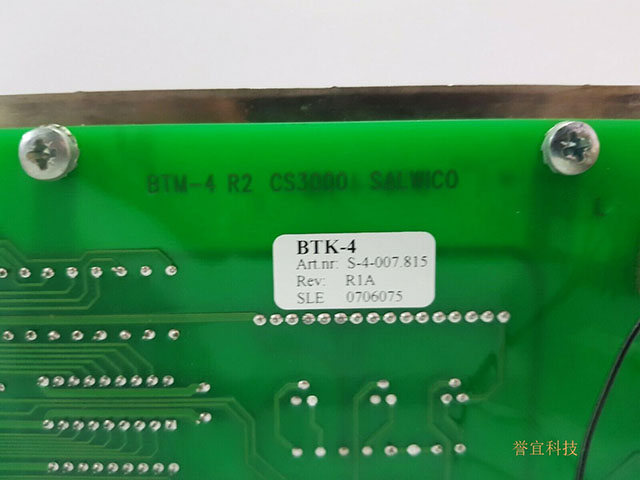 BTM-4 R2 CS3000 SALWICO
BTK-4
Art.nr: S-4-007.815
Rev: R1A
SLE 0706075
誉宜科技